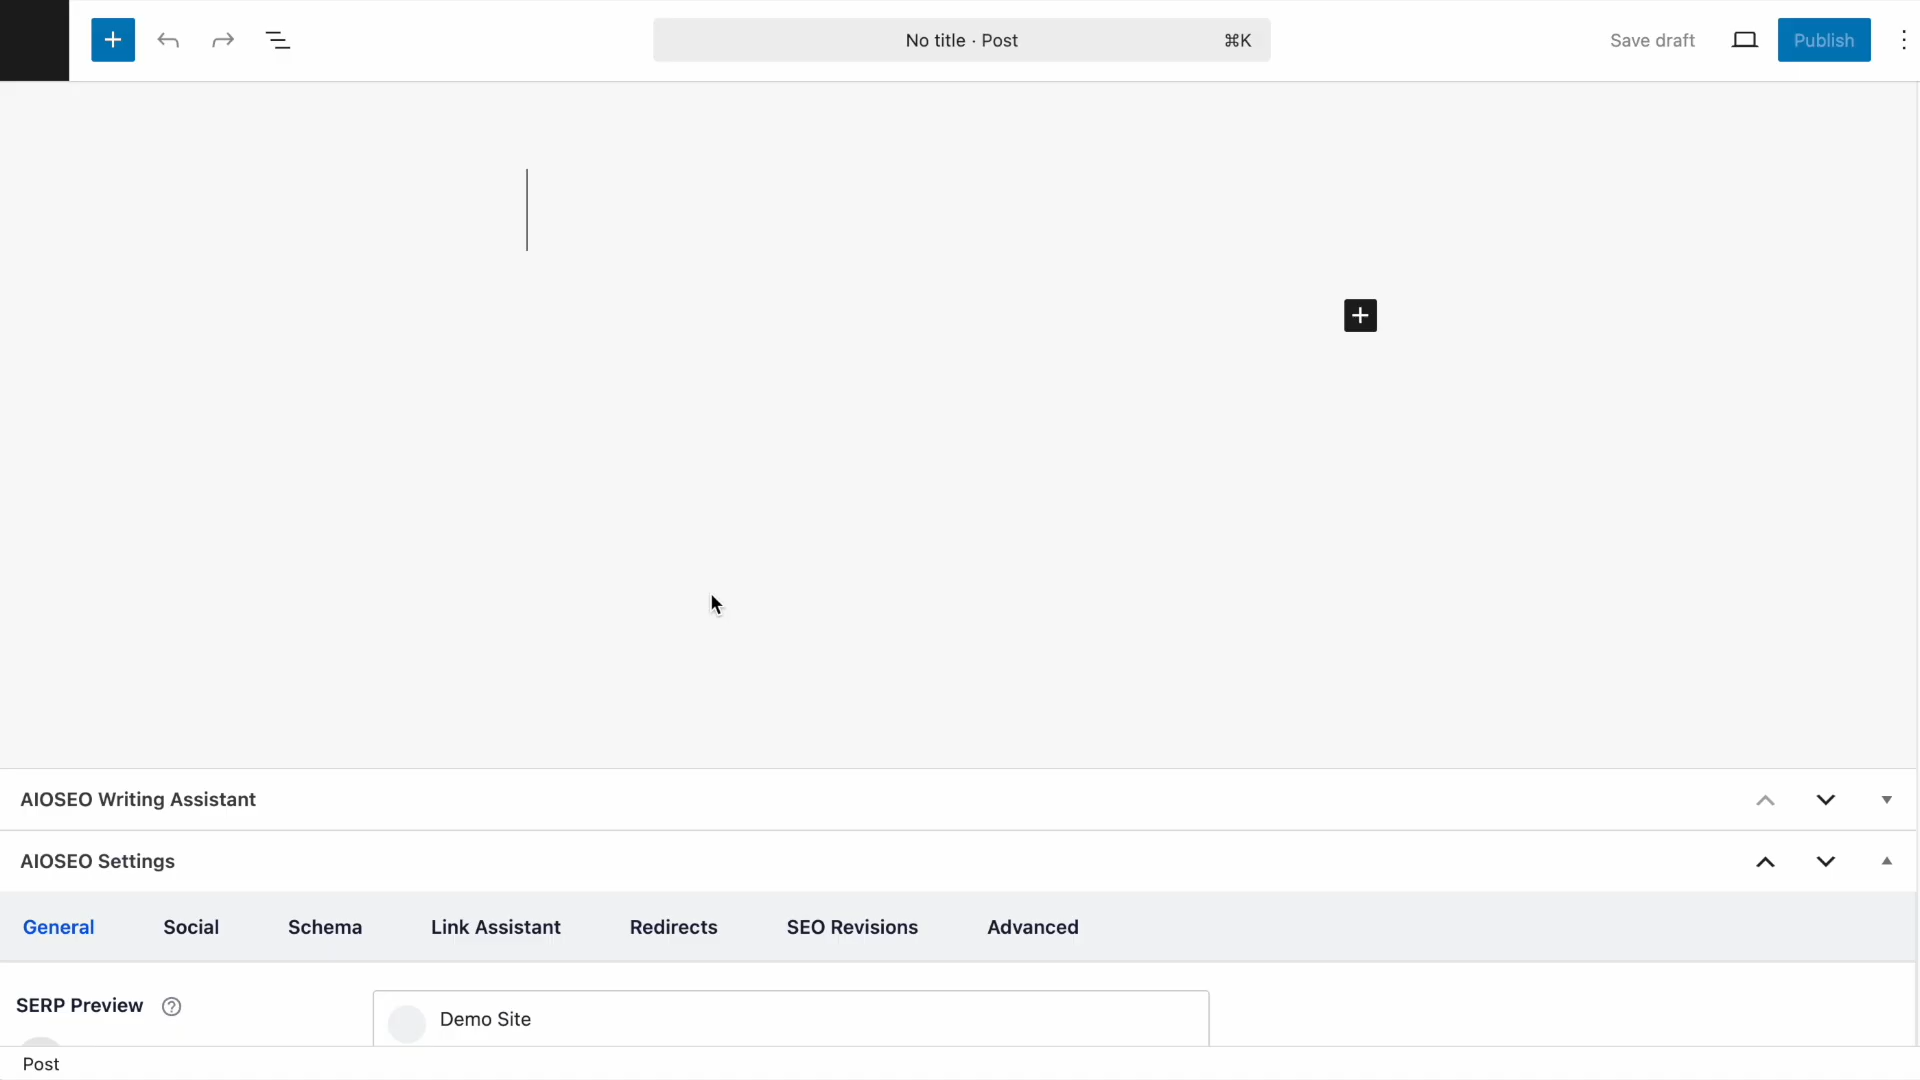 No title · Post ⌘K
Save draft
Publish
AIOSEO Writing Assistant
AIOSEO Settings
General Social Schema Link Assistant Redirects SEO Revisions Advanced
SERP Preview
Demo Site
Post